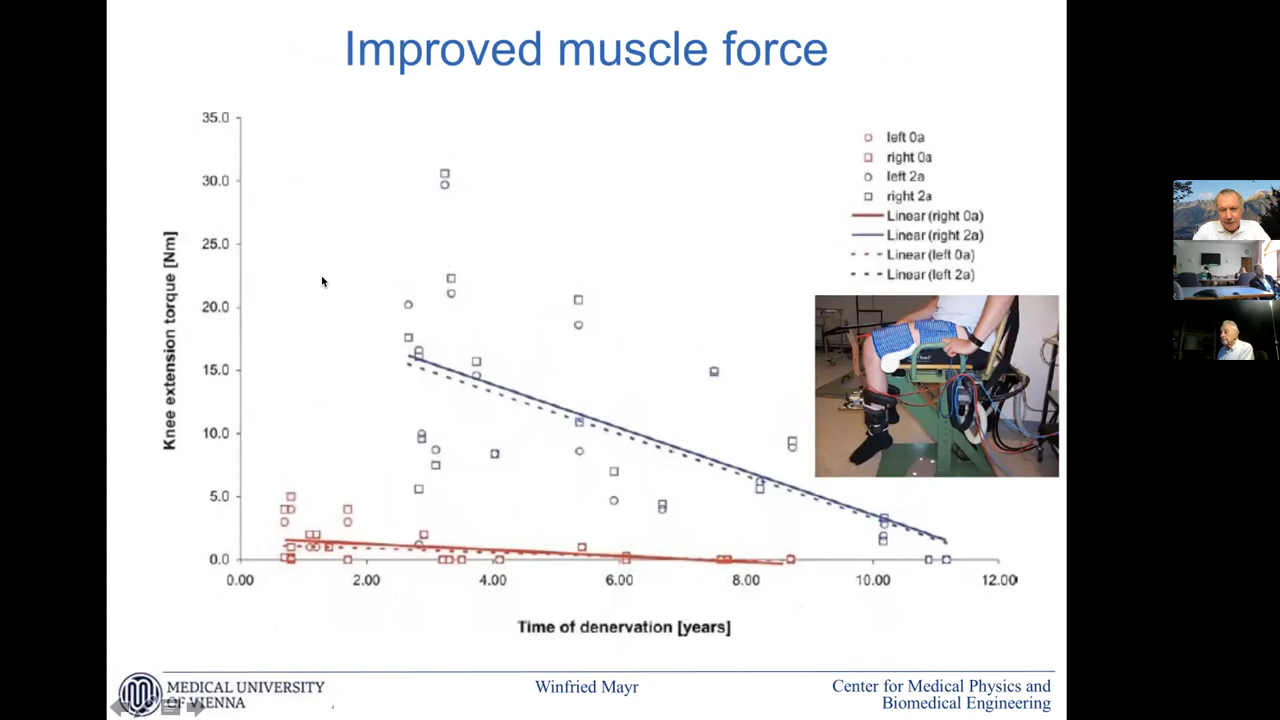 Improved muscle force
35.0
30.0
25.0
20.0
15.0
10.0
5.0
0.0
Knee extension torque [Nm]
0.00 2.00 4.00 6.00 8.00 10.00 12.00
Time of denervation [years]
left 0a
right 0a
left 2a
right 2a
Linear (right 0a)
Linear (right 2a)
Linear (left 0a)
Linear (left 2a)
MEDICAL UNIVERSITY
OF VIENNA
Winfried Mayr
Center for Medical Physics and
Biomedical Engineering